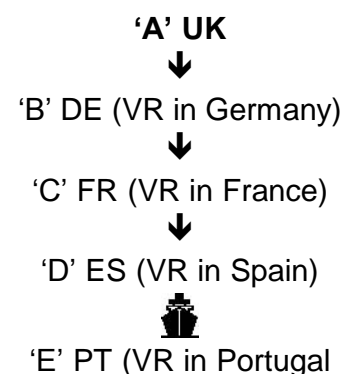 ‘A’ UK
‘B’ DE (VR in Germany)
‘C’ FR (VR in France)
‘D’ ES (VR in Spain)
‘E’ PT (VR in Portugal